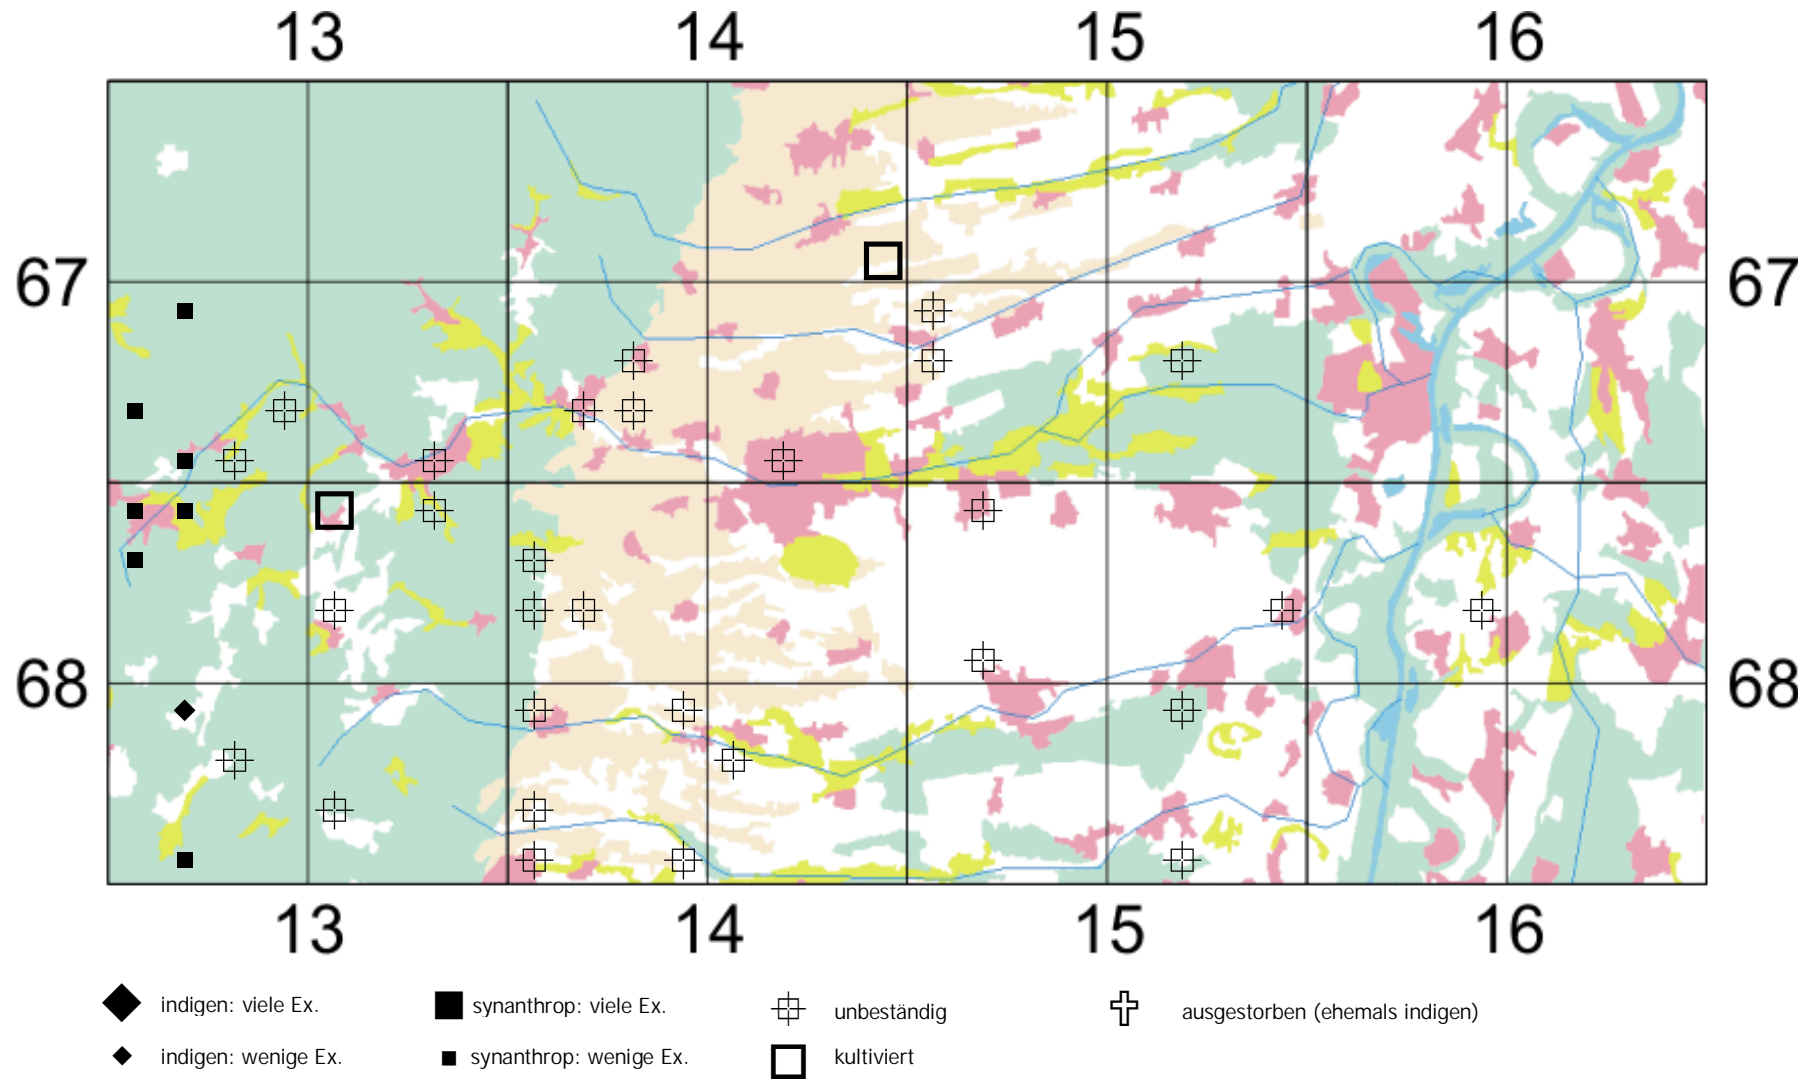 13 14 15 16
67 67
68 68
13 14 15 16
indigen: viele Ex. synanthrop: viele Ex. unbeständig ausgestorben (ehemals indigen)
indigen: wenige Ex. synanthrop: wenige Ex. kultiviert